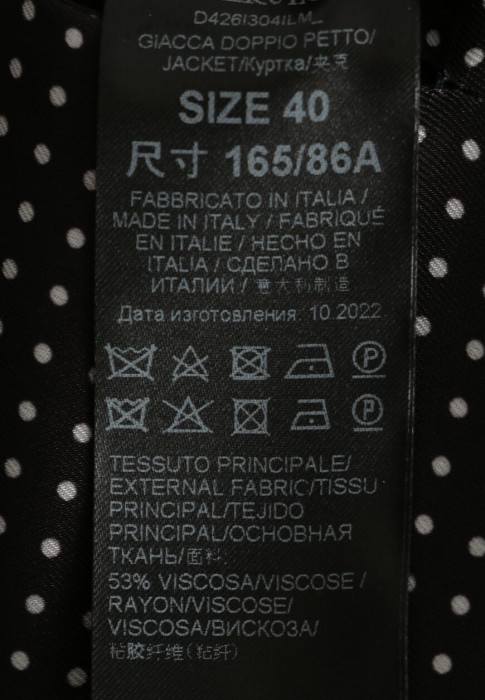 D426I304ILM_
GIACCA DOPPIO PETTO/
JACKET/Куртка/夹克
SIZE 40
尺寸 165/86A
FABBRICATO IN ITALIA /
MADE IN ITALY / FABRIQUÉ
EN ITALIE / HECHO EN
ITALIA / СДЕЛАНО В
ИТАЛИИ / 意大利制造
Дата изготовления: 10.2022
TESSUTO PRINCIPALE/
EXTERNAL FABRIC/TISSU
PRINCIPAL/TEJIDO
PRINCIPAL/ОСНОВНАЯ
ТКАНЬ/面料:
53% VISCOSA/VISCOSE /
RAYON/VISCOSE/
VISCOSA/ВИСКОЗА/
粘胶纤维(粘纤)